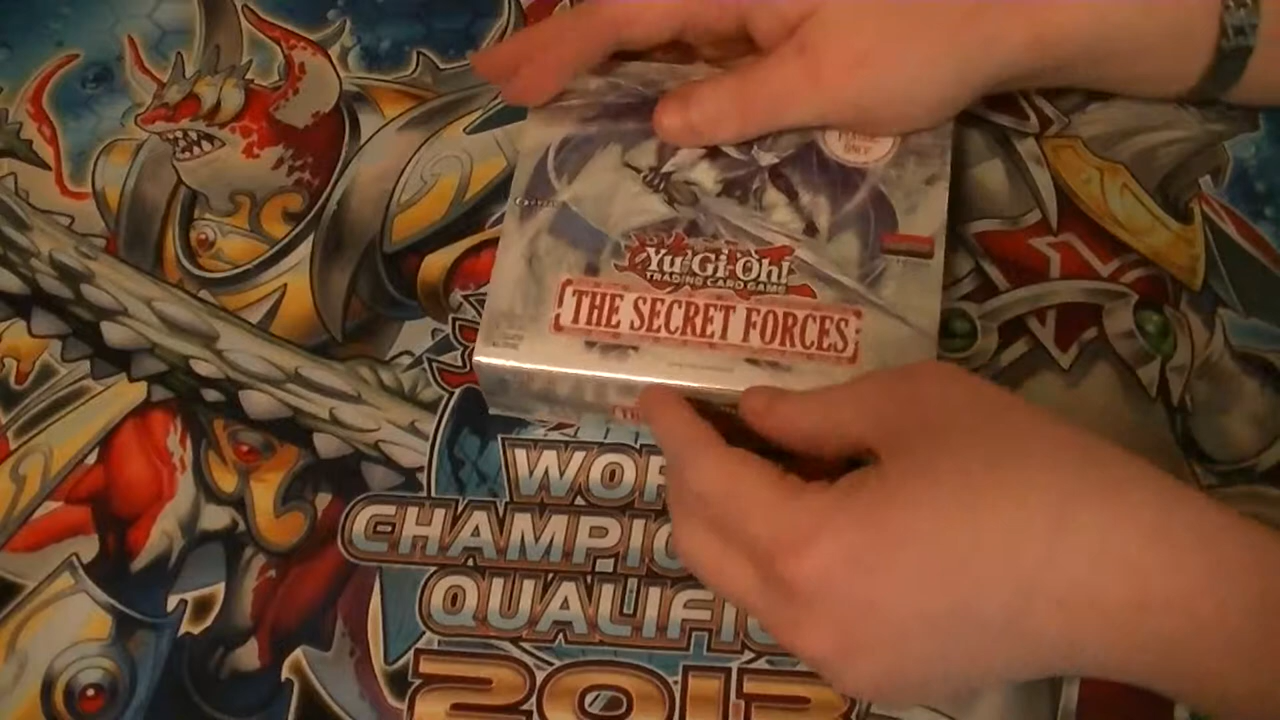 Yu-Gi-Oh!
TRADING CARD GAME
THE SECRET FORCES
WOR
CHAMPIO
QUALIFI
2013